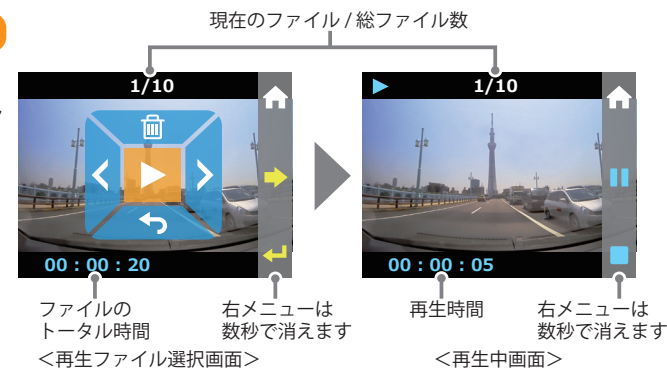 現在のファイル / 総ファイル数
1/10
1/10
00 : 00 : 20
00 : 00 : 05
ファイルの
トータル時間
右メニューは
数秒で消えます
再生時間
右メニューは
数秒で消えます
＜再生ファイル選択画面＞
＜再生中画面＞